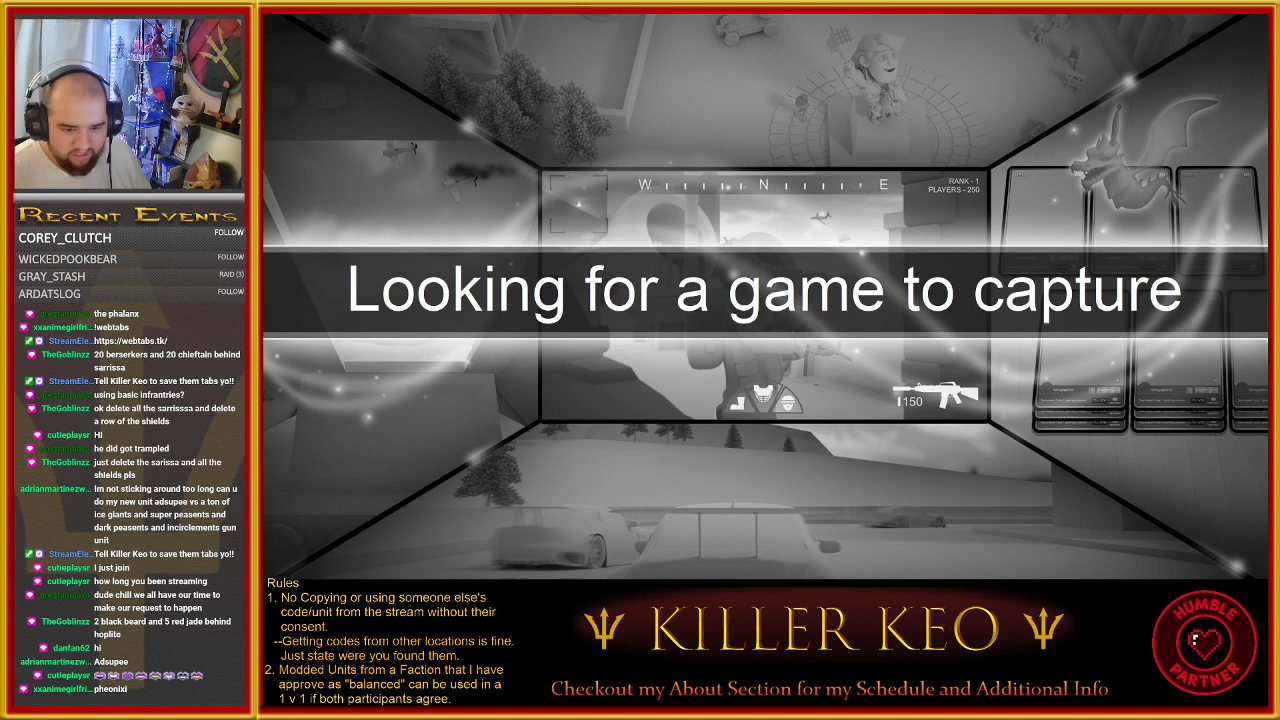 RECENT EVENTS
COREY_CLUTCH FOLLOW
WICKEDPOOKBEAR FOLLOW
GRAY_STASH RAID (3)
ARDATSLOG FOLLOW
the phalanx
xxanimegirlfri... !webtabs
StreamEle... https://webtabs.tk/
TheGoblinzz 20 berserkers and 20 chieftain behind
sarrissa
StreamEle... Tell Killer Keo to save them tabs yo!!
using basic infrantries?
TheGoblinzz ok delete all the sarrisssa and delete
a row of the shields
cutieplaysr HI
he did got trampled
TheGoblinzz just delete the sarissa and all the
shields pls
adrianmartinezw... Im not sticking around too long can u
do my new unit adsupee vs a ton of
ice giants and super peasents and
dark peasents and incirclements gun
unit
StreamEle... Tell Killer Keo to save them tabs yo!!
cutieplaysr I just join
cutieplaysr how long you been streaming
dude chill we all have our time to
make our request to happen
TheGoblinzz 2 black beard and 5 red jade behind
hoplite
danfan62 hi
adrianmartinezw... Adsupee
cutieplaysr
xxanimegirlfri... pheonixi
W N E
RANK - 1
PLAYERS - 250
Looking for a game to capture
150
Rules
1. No Copying or using someone else's
code/unit from the stream without their
consent.
--Getting codes from other locations is fine.
Just state were you found them.
2. Modded Units from a Faction that I have
approve as "balanced" can be used in a
1 v 1 if both participants agree.
KILLER KEO
Checkout my About Section for my Schedule and Additional Info
HUMBLE
PARTNER